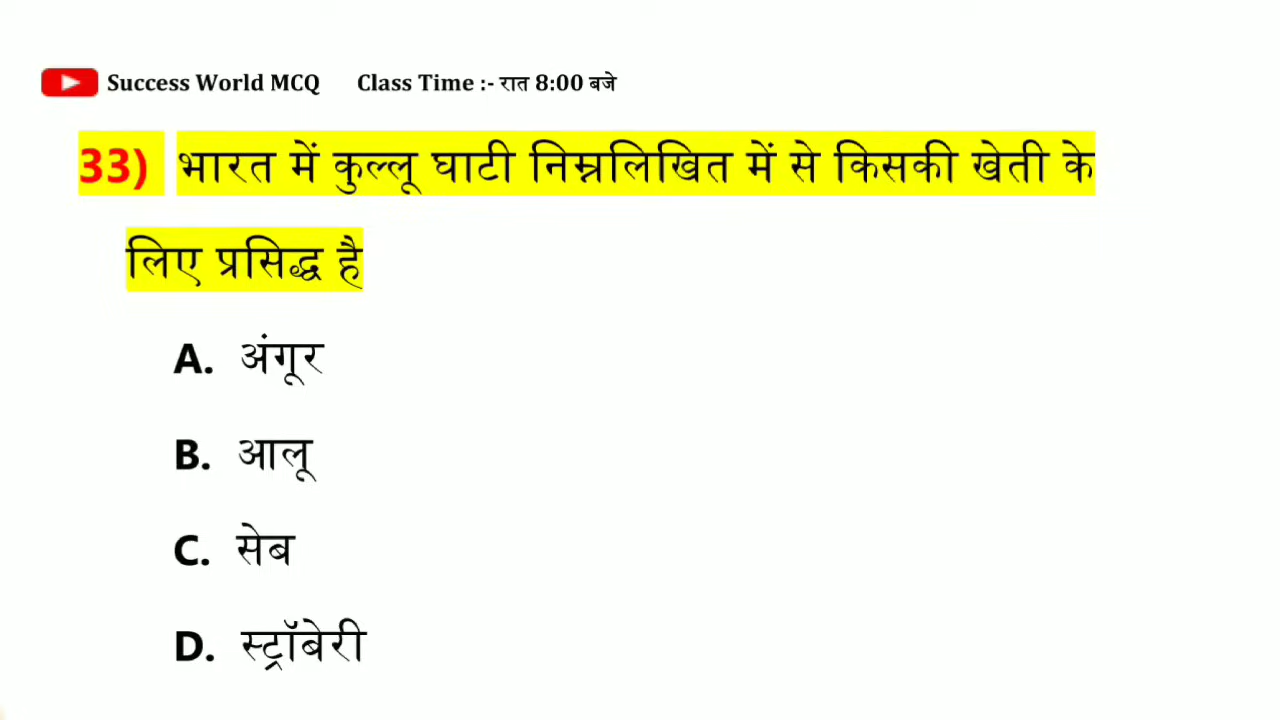 Success World MCQ Class Time :- रात 8:00 बजे
33) भारत में कुल्लू घाटी निम्नलिखित में से किसकी खेती के
लिए प्रसिद्ध है
A. अंगूर
B. आलू
C. सेब
D. स्ट्रॉबेरी